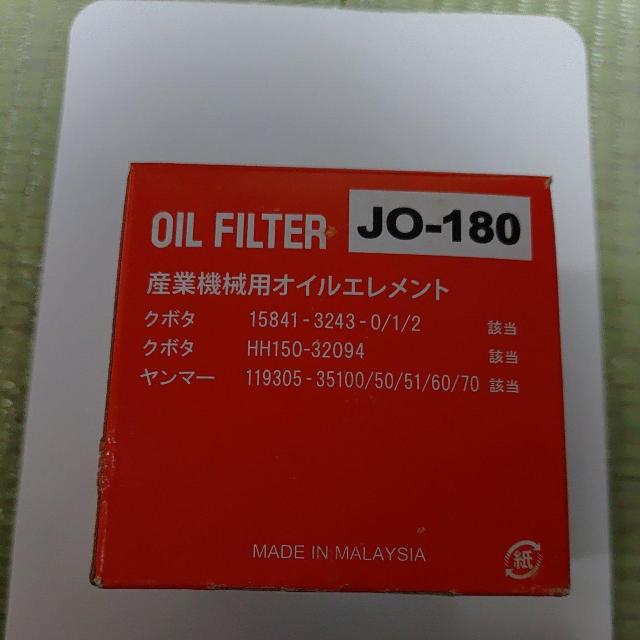 OIL FILTER JO-180
産業機械用オイルエレメント
クボタ 15841-3243-0/1/2 該当
クボタ HH150-32094 該当
ヤンマー 119305-35100/50/51/60/70 該当
MADE IN MALAYSIA
紙